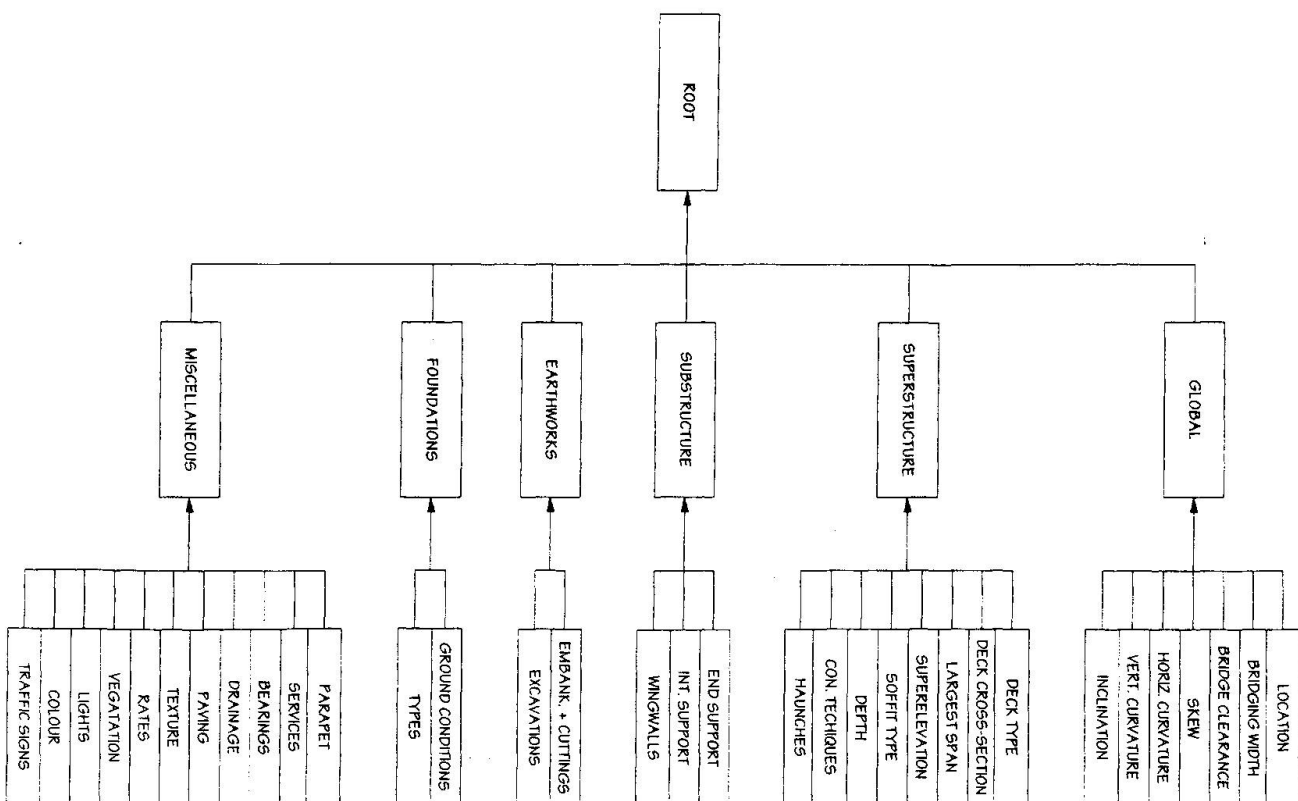 ROOT
GLOBAL
SUPERSTRUCTURE
SUBSTRUCTURE
EARTHWORKS
FOUNDATIONS
MISCELLANEOUS
LOCATION
BRIDGING WIDTH
BRIDGE CLEARANCE
SKEW
HORIZ. CURVATURE
VERT. CURVATURE
INCLINATION
DECK TYPE
DECK CROSS-SECTION
LARGEST SPAN
SUPERELEVATION
SOFFIT TYPE
DEPTH
CON. TECHIQUES
HAUNCHES
END SUPPORT
INT. SUPPORT
WINGWALLS
EMBANK. + CUTTINGS
EXCAVATIONS
GROUND CONDITIONS
TYPES
PARAPET
SERVICES
BEARINGS
DRAINAGE
PAVING
TEXTURE
RATES
VEGATATION
LIGHTS
COLOUR
TRAFFIC SIGNS